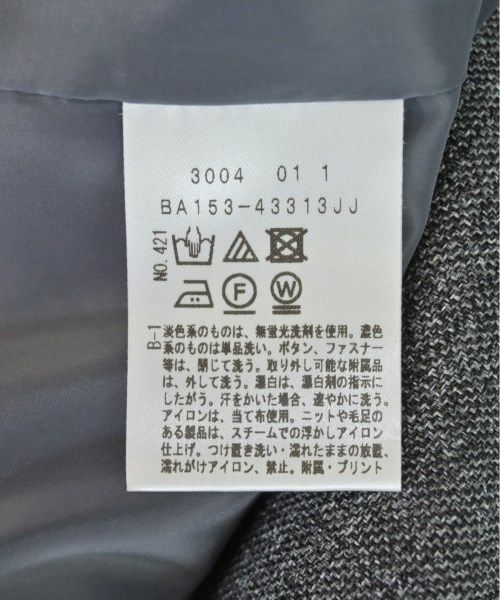 3004 01 1
BA153-43313JJ
NO. 421
F
W
B-1
淡色系のものは、無蛍光洗剤を使用。濃色
系のものは単品洗い。ボタン、ファスナー
等は、閉じて洗う。取り外し可能な附属品
は、外して洗う。漂白は、漂白剤の指示に
したがう。汗をかいた場合、速やかに洗う。
アイロンは、当て布使用。ニットや毛足の
ある製品は、スチームでの浮かしアイロン
仕上げ。つけ置き洗い・濡れたままの放置、
濡れがけアイロン、禁止。附属・プリント